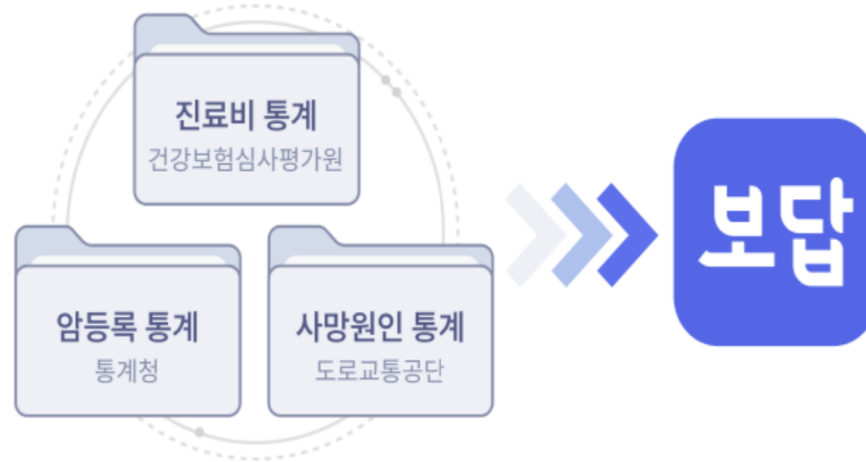 진료비 통계
건강보험심사평가원
암등록 통계
통계청
사망원인 통계
도로교통공단
보답